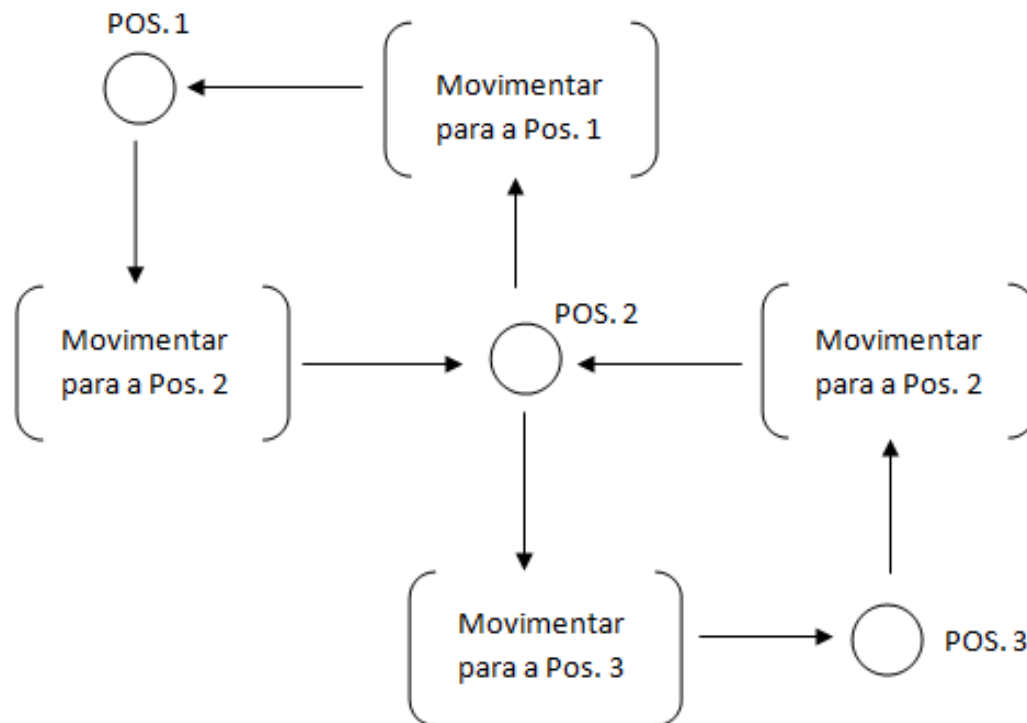 POS. 1
Movimentar
para a Pos. 1
Movimentar
para a Pos. 2
POS. 2
Movimentar
para a Pos. 2
Movimentar
para a Pos. 3
POS. 3